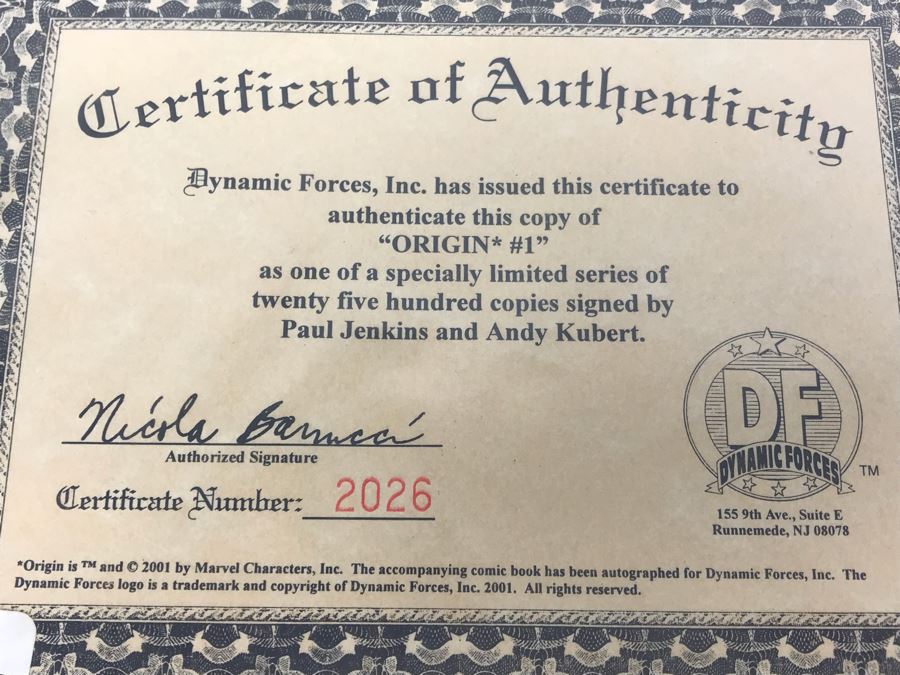 Certificate of Authenticity
Dynamic Forces, Inc. has issued this certificate to
authenticate this copy of
“ORIGIN* #1”
as one of a specially limited series of
twenty five hundred copies signed by
Paul Jenkins and Andy Kubert.
Nicola Barrucci
Authorized Signature
Certificate Number: 2026
DF
DYNAMIC FORCES
TM
155 9th Ave., Suite E
Runnemede, NJ 08078
*Origin is ™ and © 2001 by Marvel Characters, Inc. The accompanying comic book has been autographed for Dynamic Forces, Inc. The
Dynamic Forces logo is a trademark and copyright of Dynamic Forces, Inc. 2001. All rights reserved.